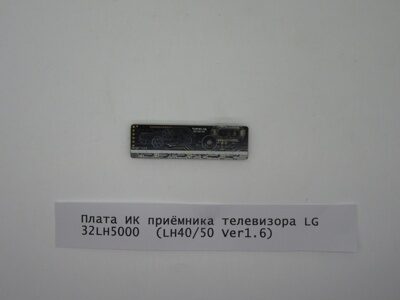 Плата ИК приёмника телевизора LG
32LH5000 (LH40/50 Ver1.6)